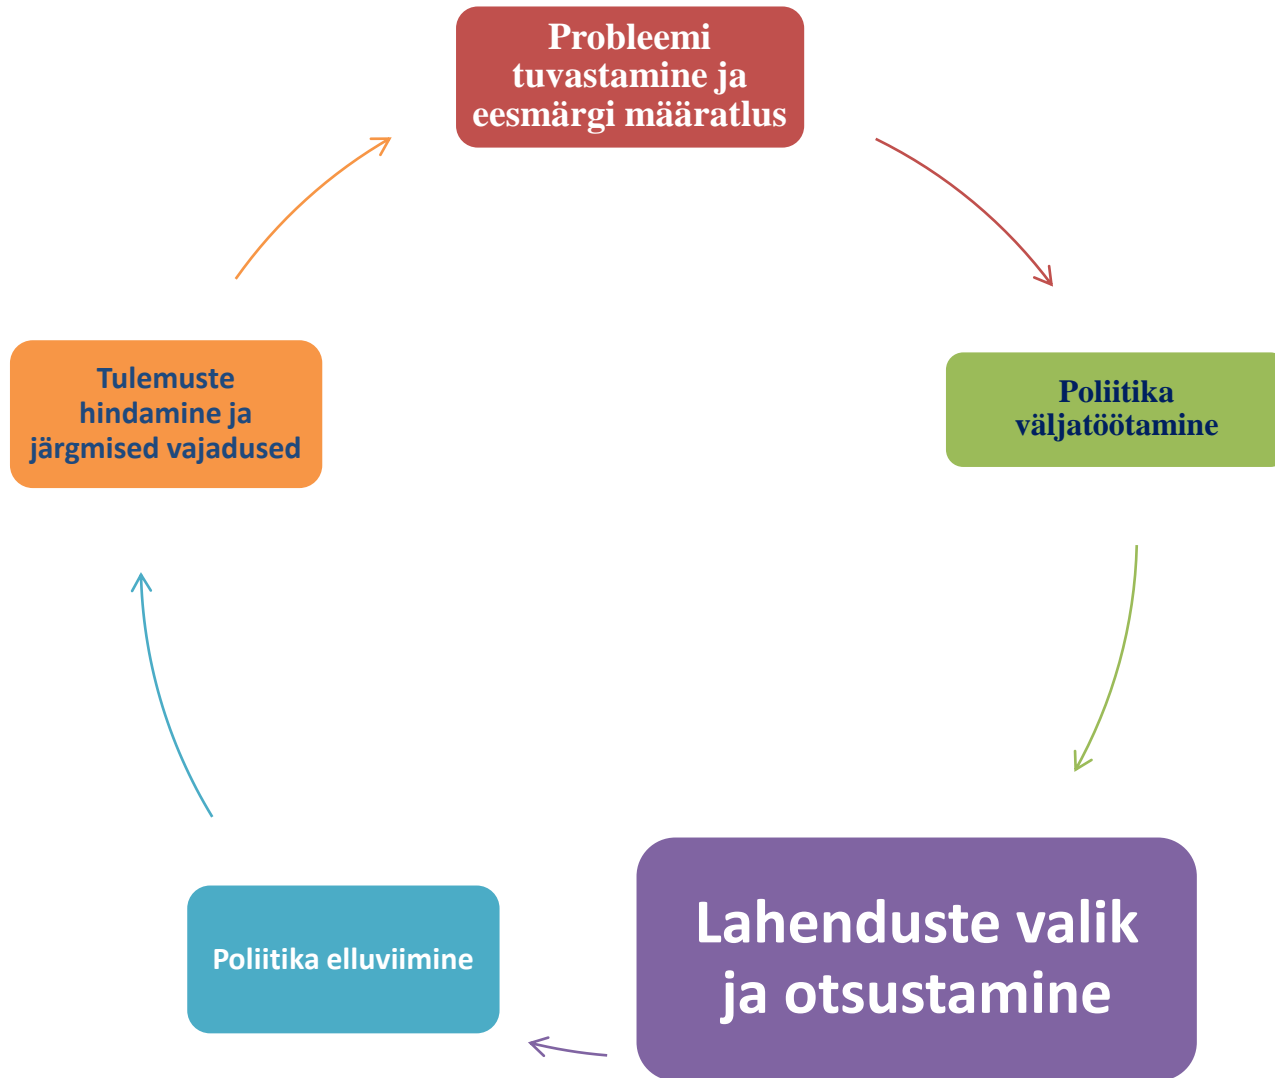 Probleemi
tuvastamine ja
eesmärgi määratlus
Poliitika
väljatöötamine
Lahenduste valik
ja otsustamine
Poliitika elluviimine
Tulemuste
hindamine ja
järgmised vajadused